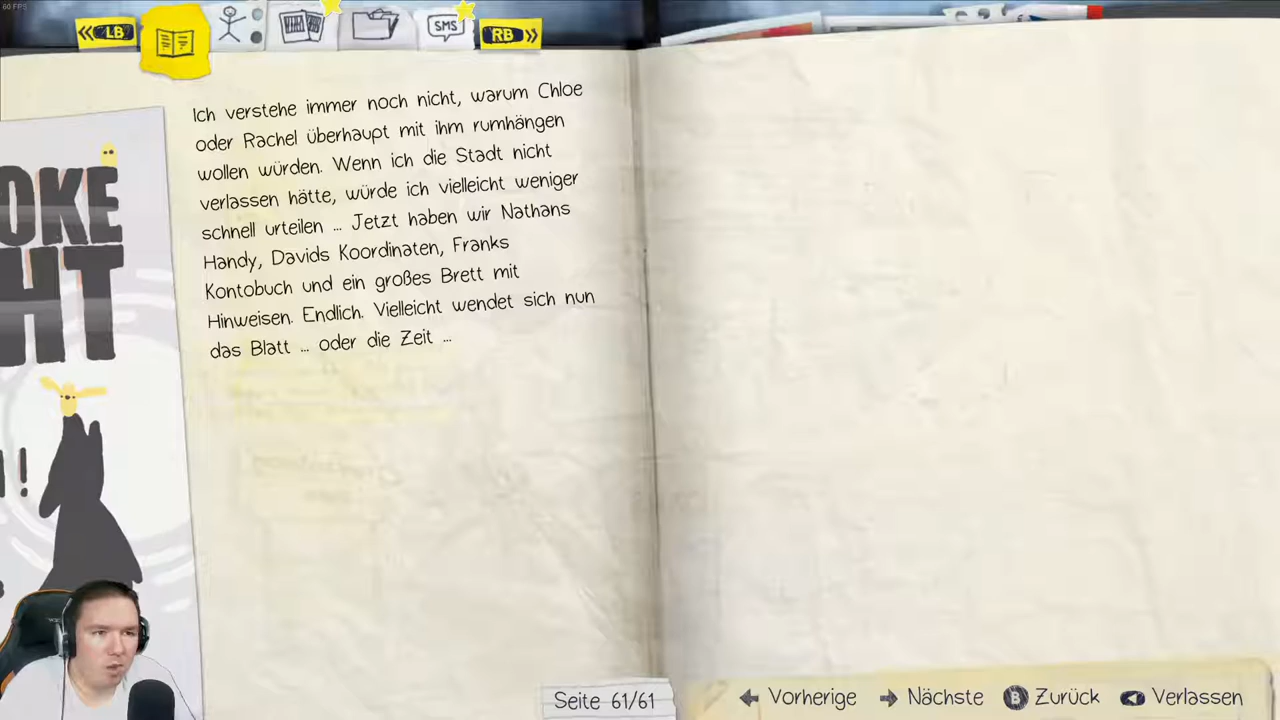 60 FPS
LB
SMS
RB
Ich verstehe immer noch nicht, warum Chloe
oder Rachel überhaupt mit ihm rumhängen
wollen würden. Wenn ich die Stadt nicht
verlassen hätte, würde ich vielleicht weniger
schnell urteilen ... Jetzt haben wir Nathans
Handy, Davids Koordinaten, Franks
Kontobuch und ein großes Brett mit
Hinweisen. Endlich. Vielleicht wendet sich nun
das Blatt ... oder die Zeit ...
OKE
HT
!
Seite 61/61
Vorherige
Nächste
B Zurück
Verlassen